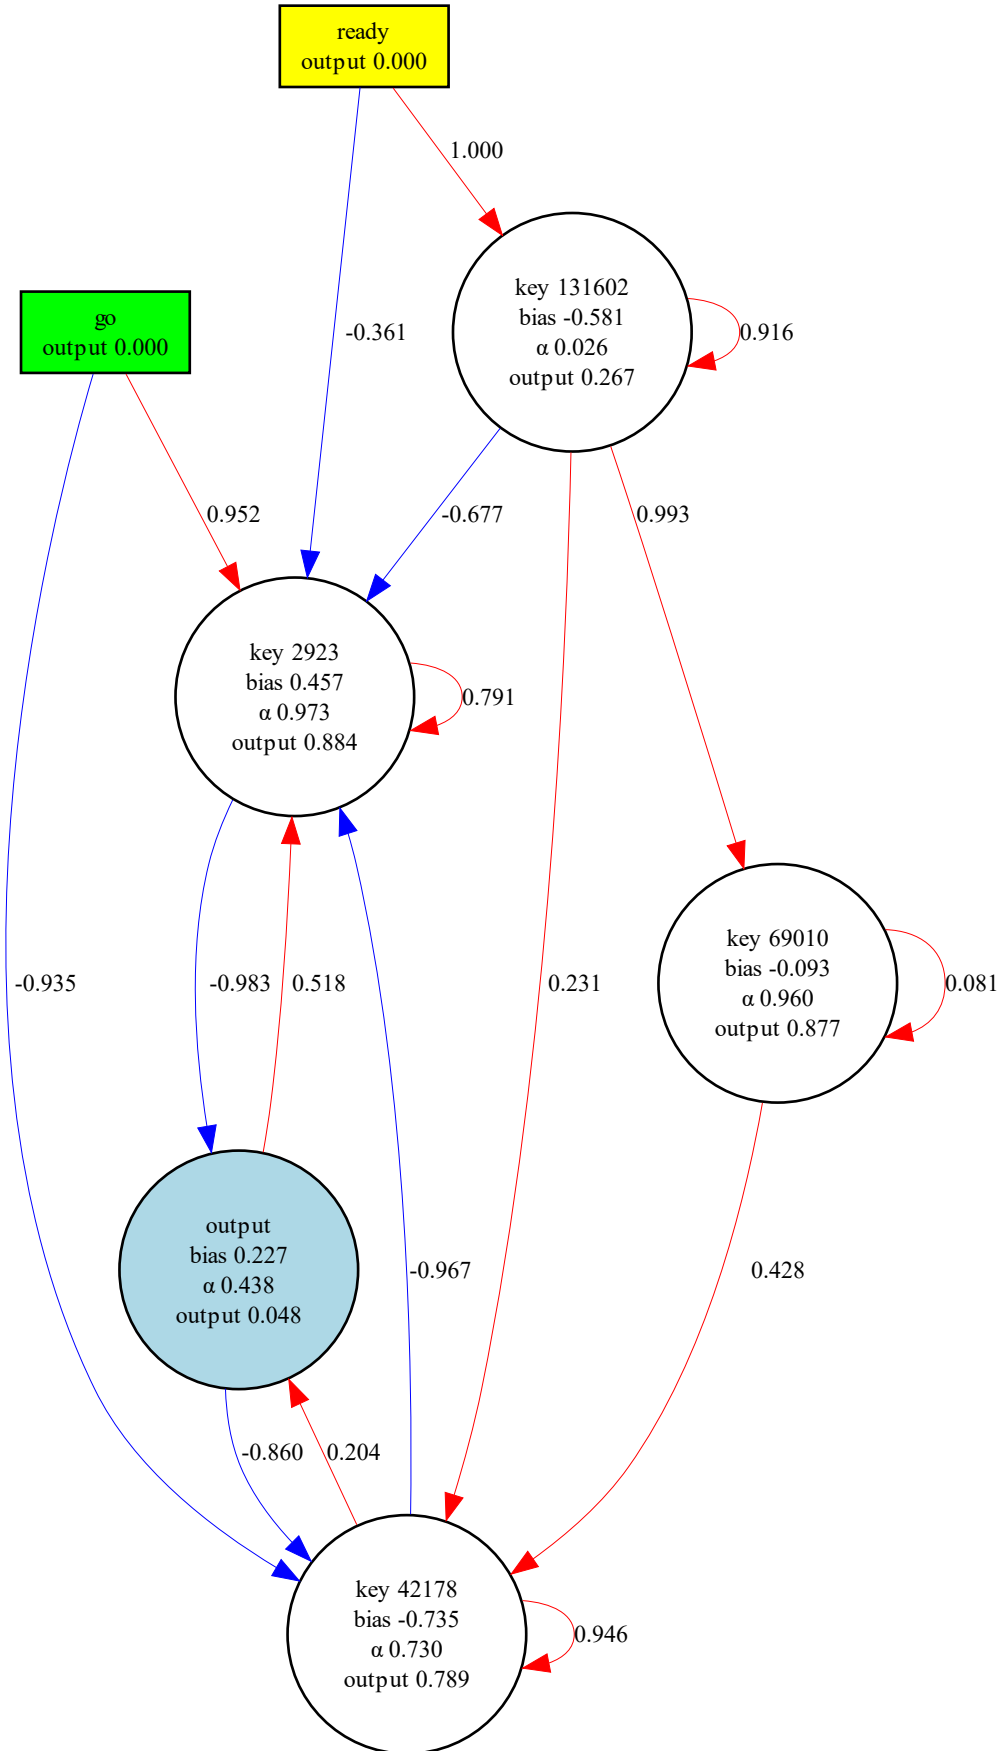 ready
output 0.000
1.000
key 131602
bias -0.581
α 0.026
output 0.267
0.916
go
output 0.000
-0.361
0.952
-0.677
0.993
key 2923
bias 0.457
α 0.973
output 0.884
0.791
key 69010
bias -0.093
α 0.960
output 0.877
0.081
-0.935
-0.983
0.518
0.231
output
bias 0.227
α 0.438
output 0.048
-0.967
0.428
-0.860
0.204
key 42178
bias -0.735
α 0.730
output 0.789
0.946